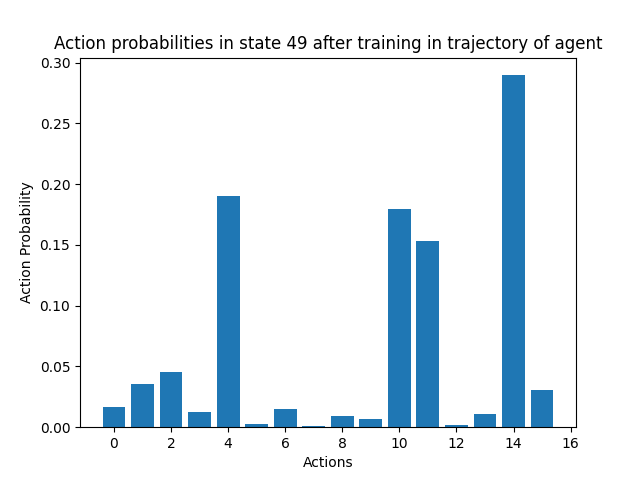 Action probabilities in state 49 after training in trajectory of agent
0.30
0.25
0.20
0.15
0.10
0.05
0.00
Action Probability
0 2 4 6 8 10 12 14 16
Actions